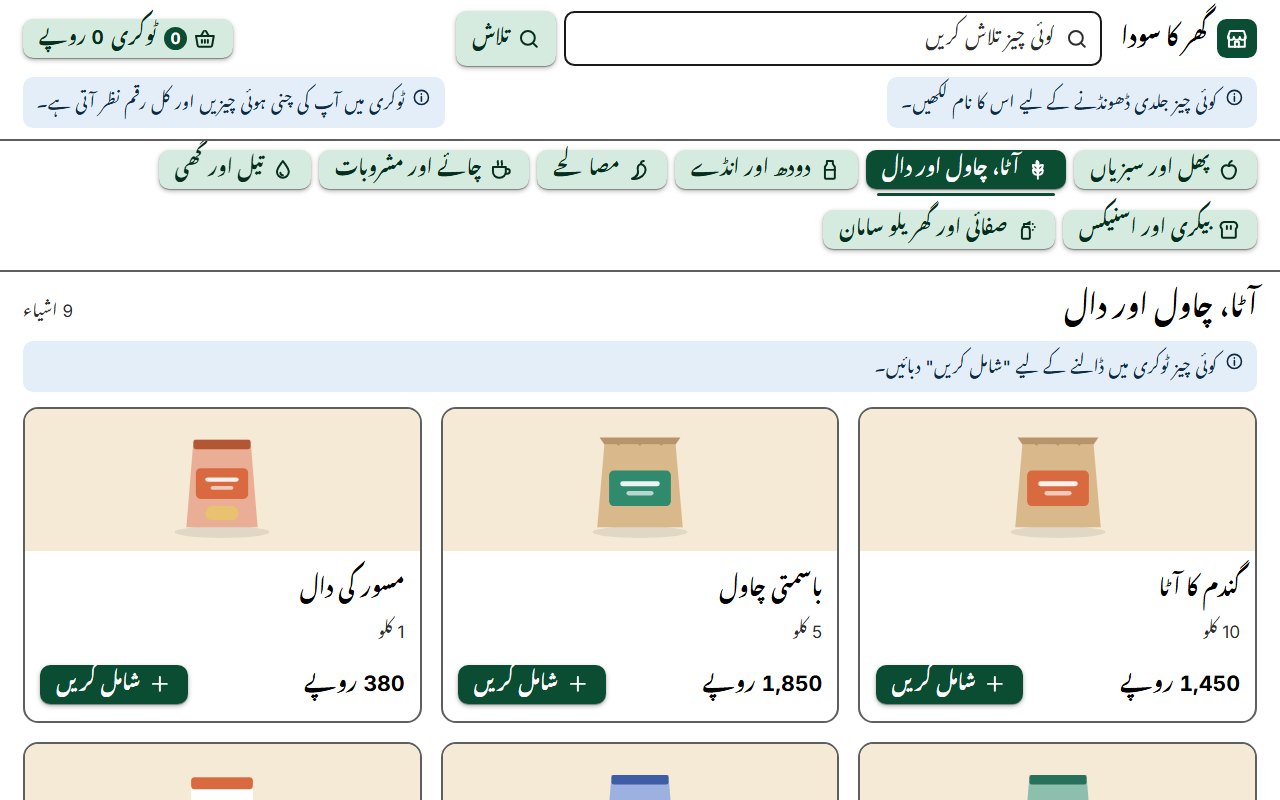 گھر کا سودا
کوئی چیز تلاش کریں
تلاش
ٹوکری 0 0 روپے
کوئی چیز جلدی ڈھونڈنے کے لیے اس کا نام لکھیں۔
ٹوکری میں آپ کی چنی ہوئی چیزیں اور کل رقم نظر آتی ہے۔
پھل اور سبزیاں
آٹا، چاول اور دال
دودھ اور انڈے
مصالحے
چائے اور مشروبات
تیل اور گھی
بیکری اور اسنیکس
صفائی اور گھریلو سامان
آٹا، چاول اور دال
9 اشیاء
کوئی چیز ٹوکری میں ڈالنے کے لیے "شامل کریں" دبائیں۔
گندم کا آٹا
10 کلو
1,450 روپے
شامل کریں
باسمتی چاول
5 کلو
1,850 روپے
شامل کریں
مسور کی دال
1 کلو
380 روپے
شامل کریں